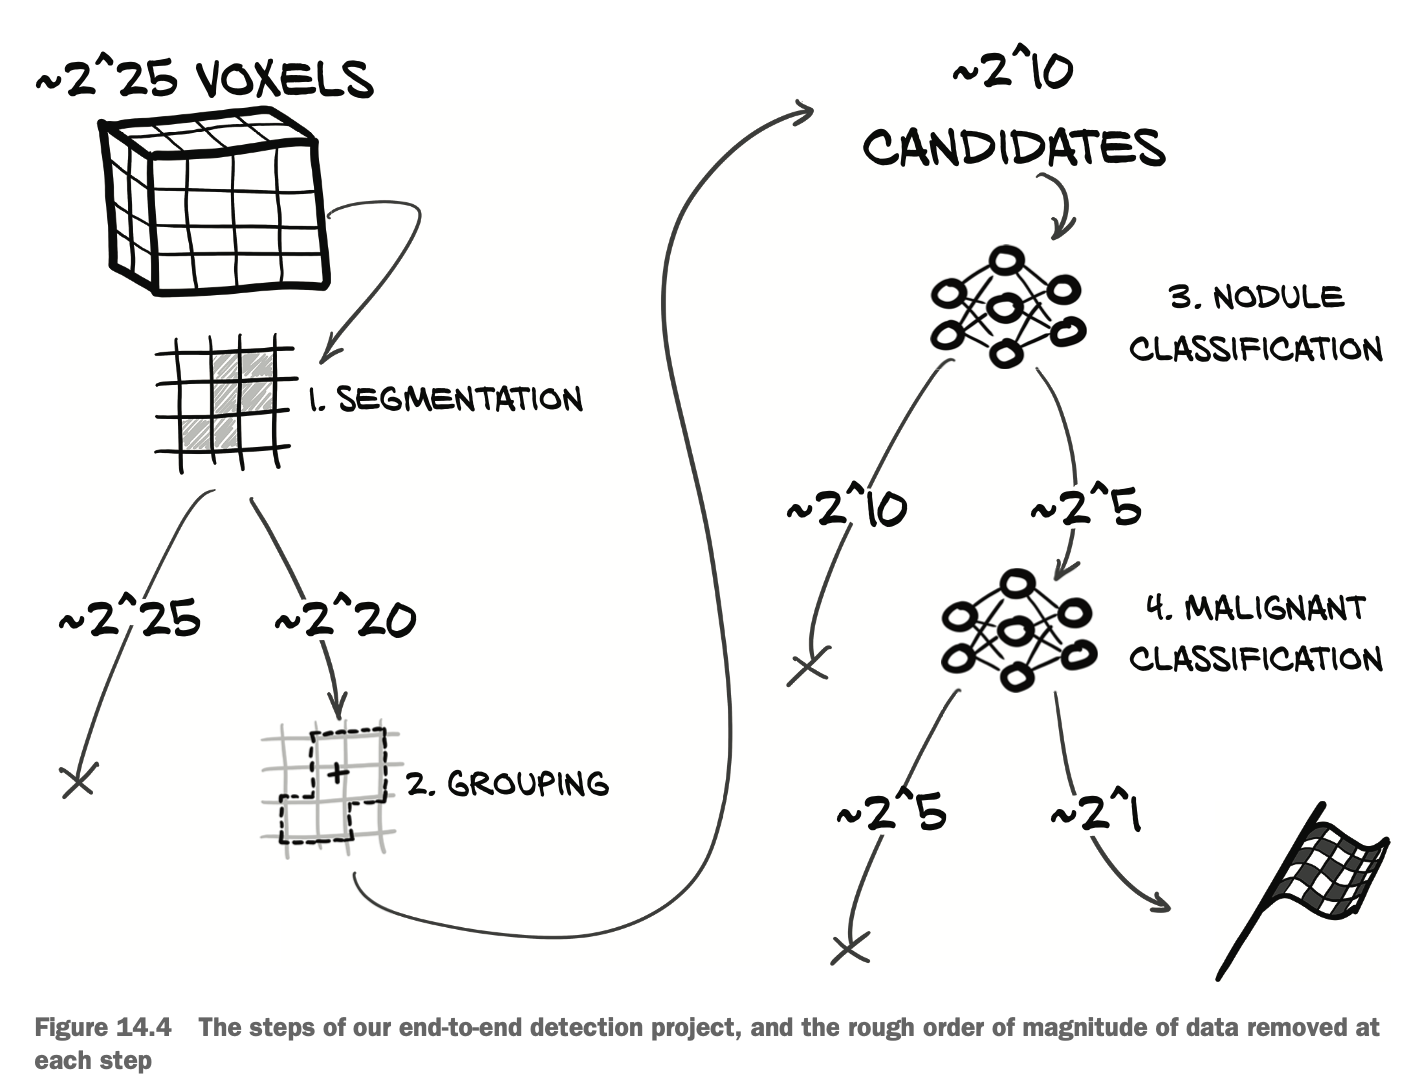 ~2^25 VOXELS
1. SEGMENTATION
~2^25
~2^20
2. GROUPING
~2^10
CANDIDATES
3. NODULE
CLASSIFICATION
~2^10
~2^5
4. MALIGNANT
CLASSIFICATION
~2^5
~2^1
Figure 14.4 The steps of our end-to-end detection project, and the rough order of magnitude of data removed at
each step